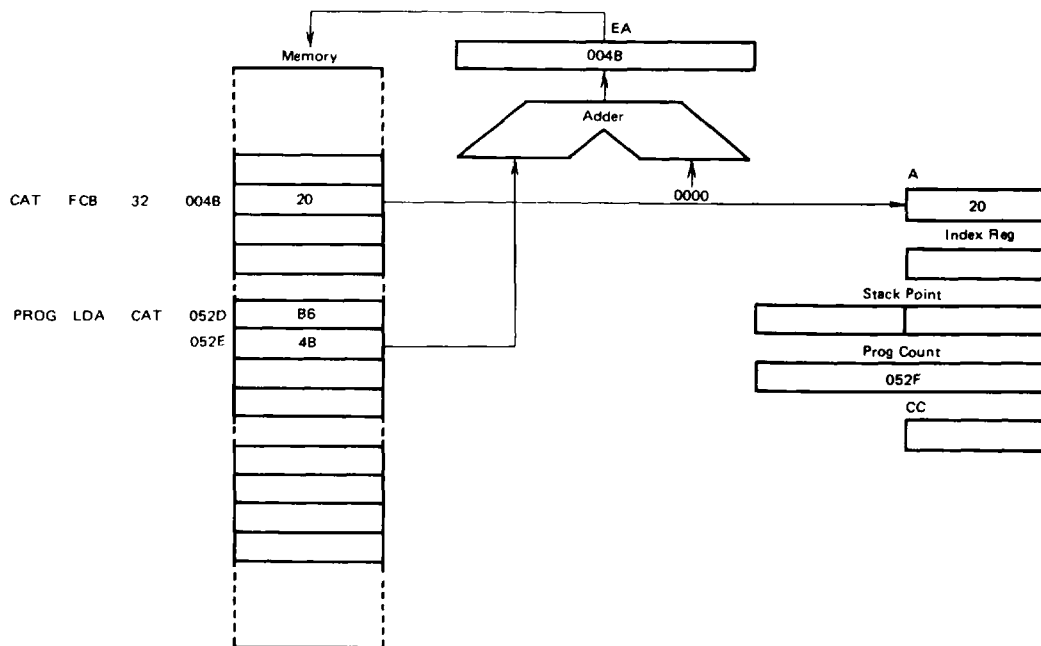 EA
004B
Memory
Adder
0000
CAT FCB 32 004B 20
A
20
Index Reg
Stack Point
PROG LDA CAT 052D B6
052E 4B
Prog Count
052F
CC